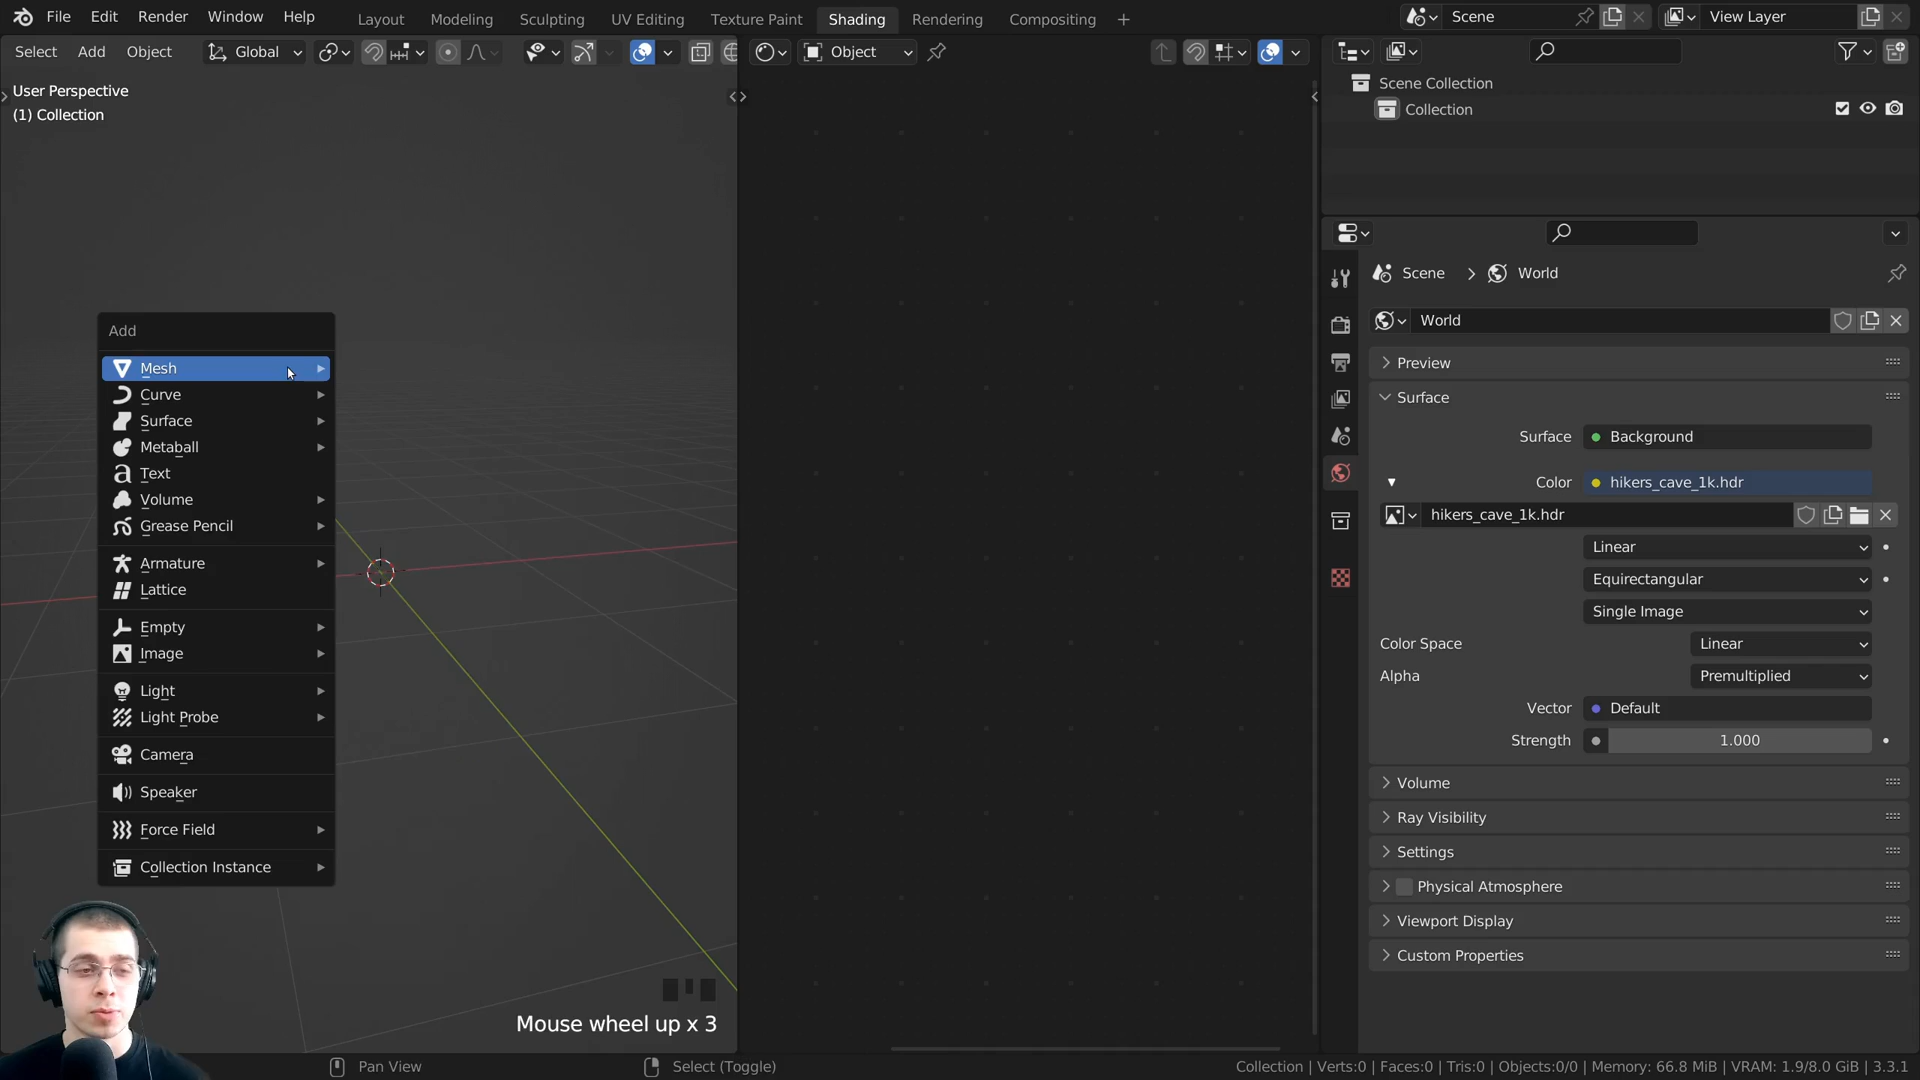 File Edit Render Window Help Layout Modeling Sculpting UV Editing Texture Paint Shading Rendering Compositing + Scene View Layer
Select Add Object Global Object
User Perspective
(1) Collection
Add
Mesh
Curve
Surface
Metaball
Text
Volume
Grease Pencil
Armature
Lattice
Empty
Image
Light
Light Probe
Camera
Speaker
Force Field
Collection Instance
Mouse wheel up x 3
Scene Collection
Collection
Scene > World
World
Preview
Surface
Surface Background
Color hikers_cave_1k.hdr
hikers_cave_1k.hdr
Linear
Equirectangular
Single Image
Color Space Linear
Alpha Premultiplied
Vector Default
Strength 1.000
Volume
Ray Visibility
Settings
Physical Atmosphere
Viewport Display
Custom Properties
Pan View Select (Toggle) Collection | Verts:0 | Faces:0 | Tris:0 | Objects:0/0 | Memory: 66.8 MiB | VRAM: 1.9/8.0 GiB | 3.3.1